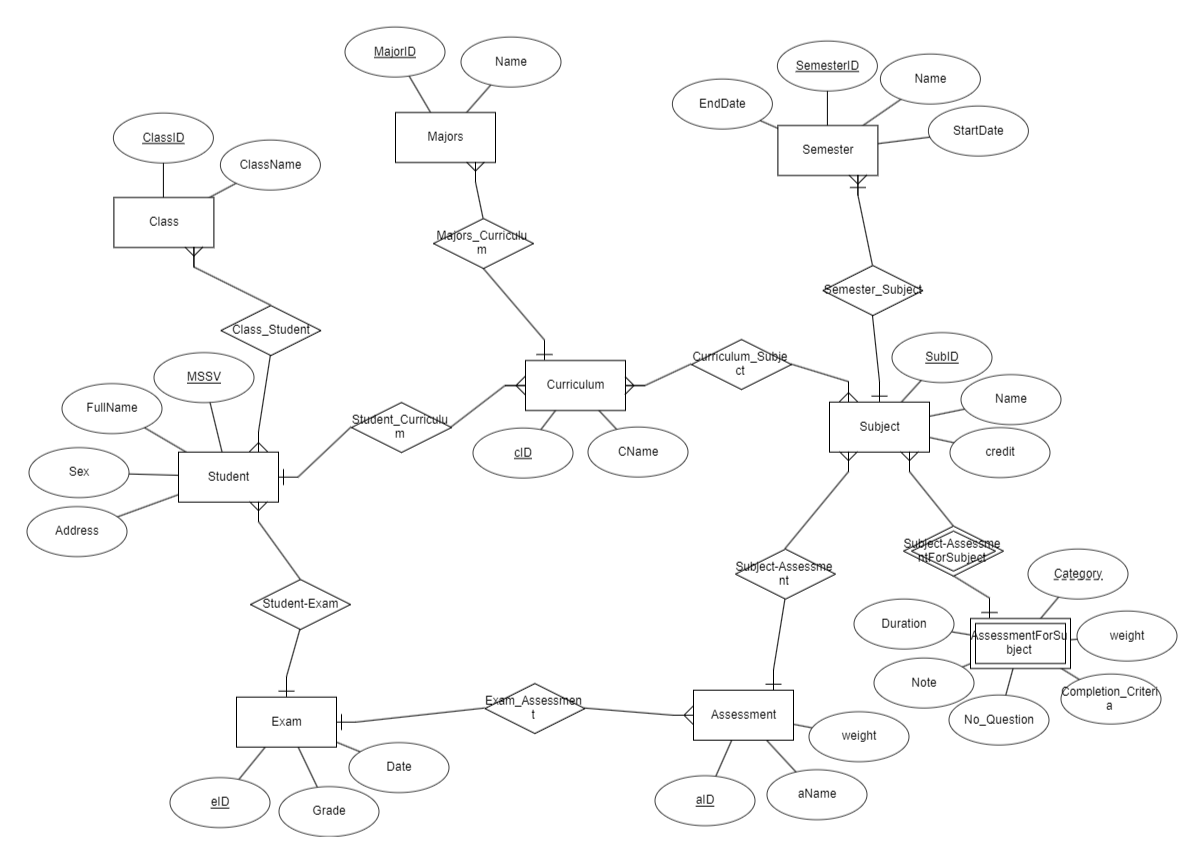 MajorID
Name
SemesterID
Name
EndDate
StartDate
Majors
Semester
ClassID
ClassName
Class
Majors_Curriculu
m
Semester_Subject
Class_Student
SubID
Curriculum_Subje
ct
MSSV
Curriculum
Name
FullName
Student_Curriculu
m
Subject
cID
CName
credit
Sex
Student
Address
Subject-Assessme
ntForSubject
Subject-Assessme
nt
Category
Student-Exam
Duration
AssessmentForSu
bject
weight
Note
Completion_Criteri
a
No_Question
Exam_Assessmen
t
Exam
Assessment
weight
Date
eID
Grade
aID
aName